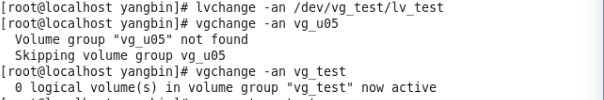 [root@localhost yangbin]# lvchange -an /dev/vg_test/lv_test
[root@localhost yangbin]# vgchange -an vg_u05
  Volume group "vg_u05" not found
  Skipping volume group vg_u05
[root@localhost yangbin]# vgchange -an vg_test
  0 logical volume(s) in volume group "vg_test" now active